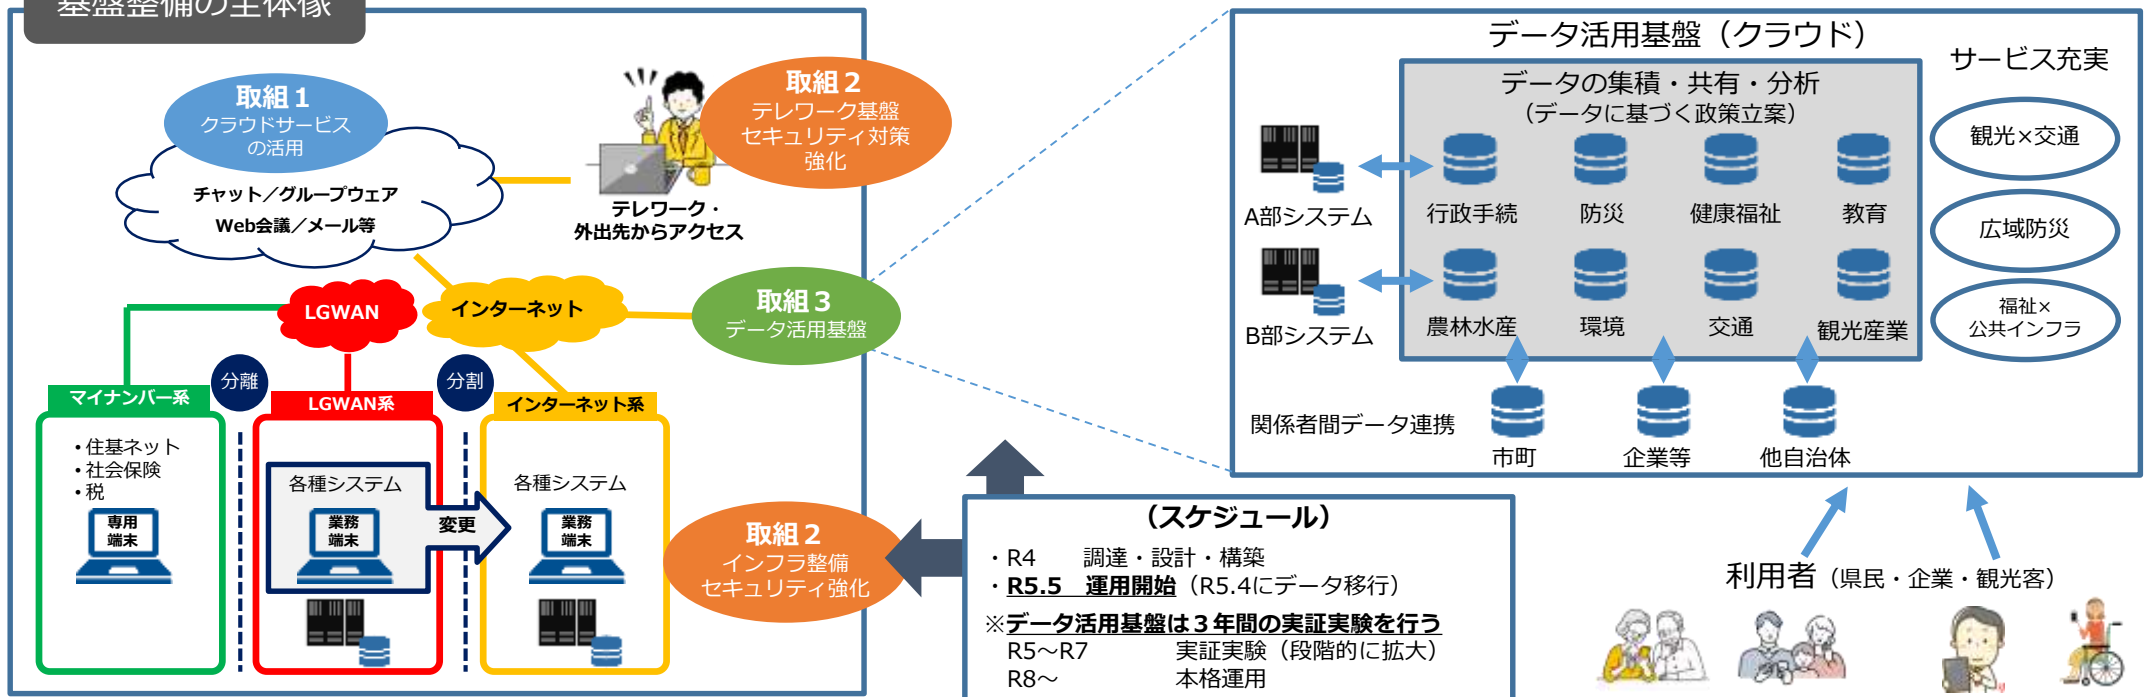 基盤整備の全体像
取組１
クラウドサービス
の活用
チャット／グループウェア
Web会議／メール等
取組２
テレワーク基盤
セキュリティ対策
強化
テレワーク・
外出先からアクセス
LGWAN
インターネット
取組３
データ活用基盤
分離
分割
マイナンバー系
LGWAN系
インターネット系
・住基ネット
・社会保険
・税
専用
端末
各種システム
業務
端末
変更
各種システム
業務
端末
取組２
インフラ整備
セキュリティ強化
データ活用基盤（クラウド）
データの集積・共有・分析
（データに基づく政策立案）
サービス充実
A部システム
行政手続
防災
健康福祉
教育
B部システム
農林水産
環境
交通
観光産業
観光×交通
広域防災
福祉×
公共インフラ
関係者間データ連携
市町
企業等
他自治体
（スケジュール）
・R4　調達・設計・構築
・R5.5　運用開始（R5.4にデータ移行）
※データ活用基盤は３年間の実証実験を行う
R5～R7　実証実験（段階的に拡大）
R8～　本格運用
利用者（県民・企業・観光客）